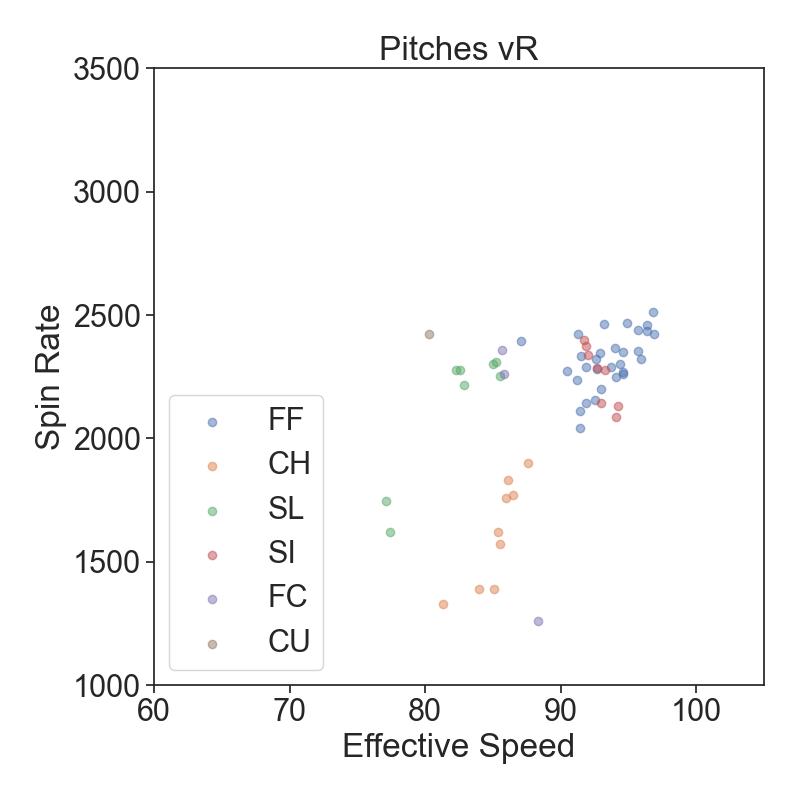 Pitches vR
3500
3000
2500
2000
1500
1000
Spin Rate
FF
CH
SL
SI
FC
CU
60 70 80 90 100
Effective Speed